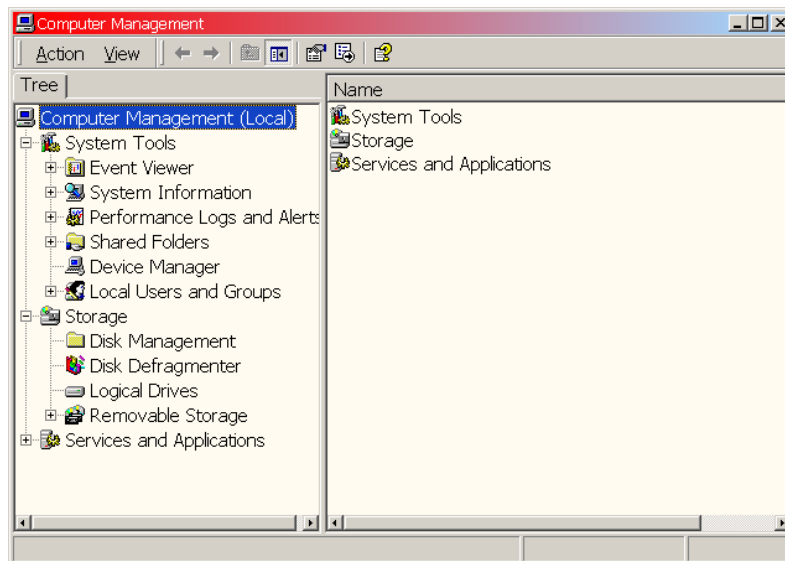 Computer Management
Action View
Tree
Name
Computer Management (Local)
System Tools
Event Viewer
System Information
Performance Logs and Alerts
Shared Folders
Device Manager
Local Users and Groups
Storage
Disk Management
Disk Defragmenter
Logical Drives
Removable Storage
Services and Applications
System Tools
Storage
Services and Applications